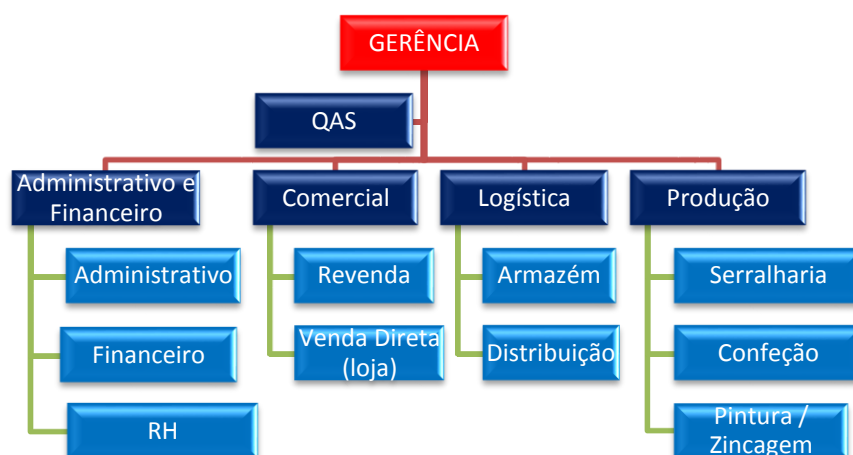 GERÊNCIA
QAS
Administrativo e
Financeiro
Comercial
Logística
Produção
Administrativo
Revenda
Armazém
Serralharia
Financeiro
Venda Direta
(loja)
Distribuição
Confeção
RH
Pintura /
Zincagem